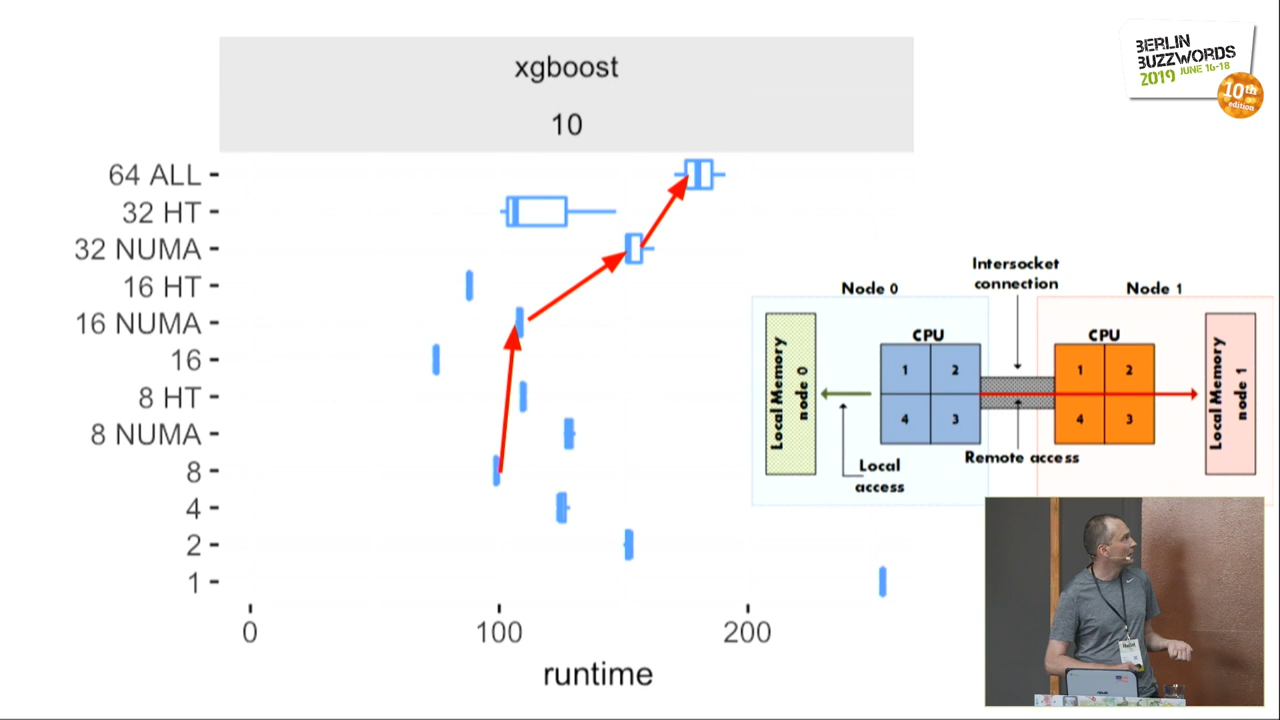 xgboost
10
64 ALL
32 HT
32 NUMA
16 HT
16 NUMA
16
8 HT
8 NUMA
8
4
2
1
0
100
200
runtime
BERLIN
BUZZWORDS
2019 JUNE 16-18
10th
edition
Intersocket
connection
Node 0
Node 1
CPU
CPU
Local Memory
node 0
1 2
4 3
1 2
4 3
Local Memory
node 1
Local
access
Remote access